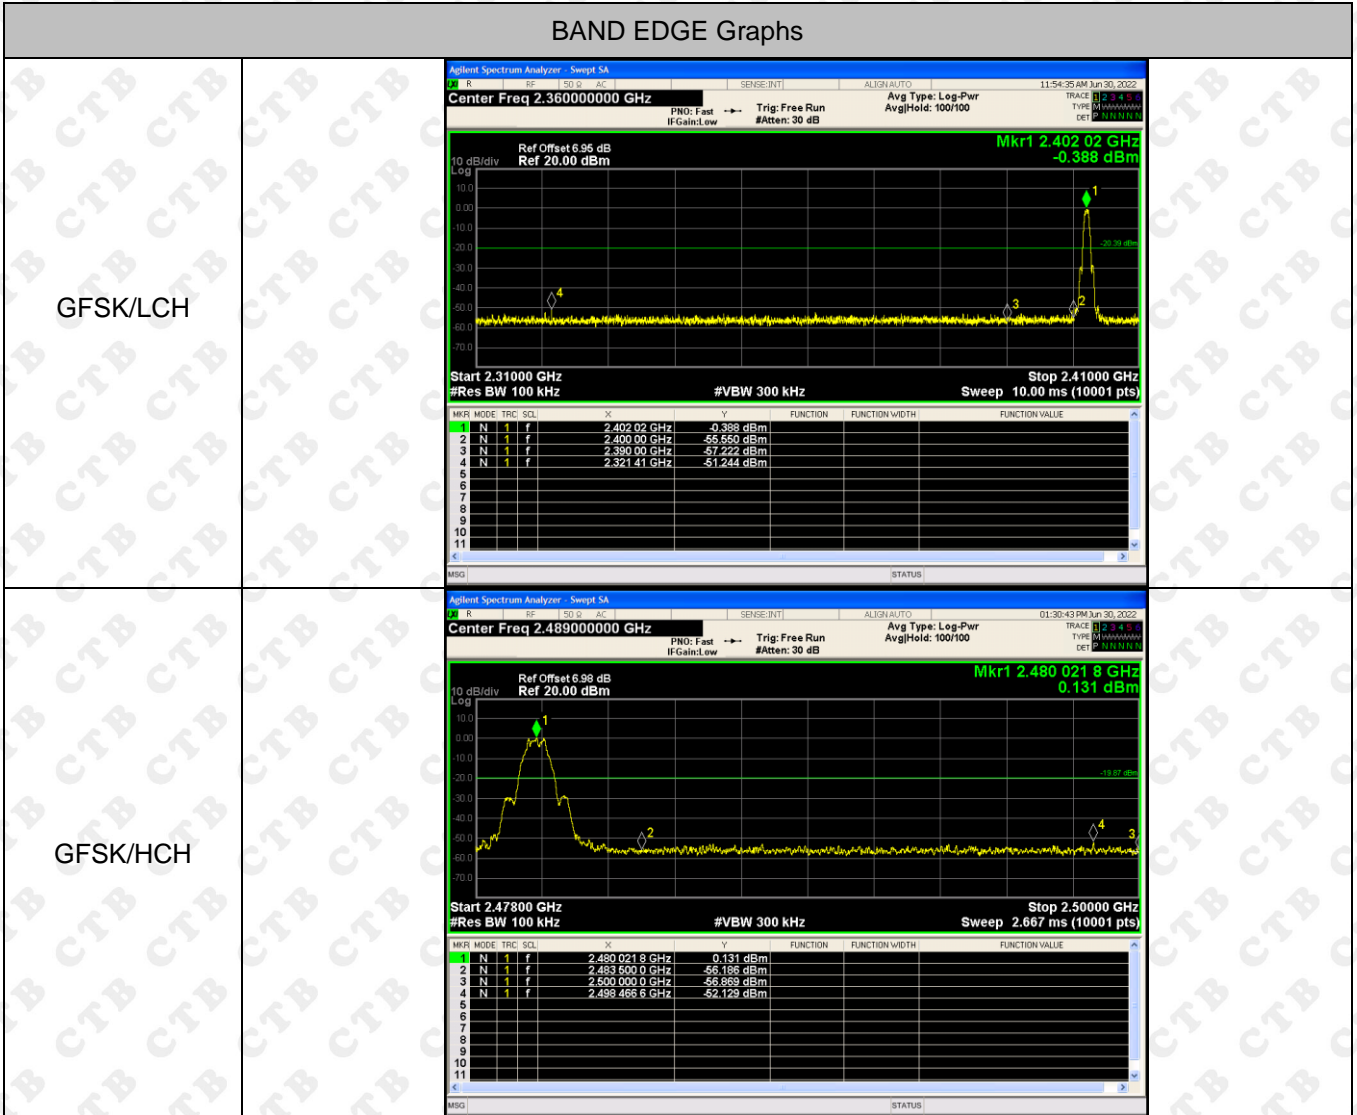 BAND EDGE Graphs
GFSK/LCH
Agilent Spectrum Analyzer - Swept SA
R RF 50 Ω AC SENSE:INT ALIGN AUTO 11:54:35 AM Jun 30, 2022
Center Freq 2.360000000 GHz
PNO: Fast
IFGain:Low
Trig: Free Run
#Atten: 30 dB
Avg Type: Log-Pwr
Avg|Hold: 100/100
TRACE 1 2 3 4 5 6
TYPE M
DET P N N N N N
Mkr1 2.402 02 GHz
-0.388 dBm
Ref Offset 6.95 dB
10 dB/div Ref 20.00 dBm
Log
10.0
0.00
-10.0
-20.0
-30.0
-40.0
-50.0
-60.0
-70.0
1
-20.39 dBm
4
3
2
Start 2.31000 GHz Stop 2.41000 GHz
#Res BW 100 kHz #VBW 300 kHz Sweep 10.00 ms (10001 pts)
MKR MODE TRC SCL X Y FUNCTION FUNCTION WIDTH FUNCTION VALUE
1 N 1 f 2.402 02 GHz -0.388 dBm
2 N 1 f 2.400 00 GHz -55.550 dBm
3 N 1 f 2.390 00 GHz -57.222 dBm
4 N 1 f 2.321 41 GHz -51.244 dBm
5
6
7
8
9
10
11
MSG STATUS
GFSK/HCH
Agilent Spectrum Analyzer - Swept SA
R RF 50 Ω AC SENSE:INT ALIGN AUTO 01:30:43 PM Jun 30, 2022
Center Freq 2.489000000 GHz
PNO: Fast
IFGain:Low
Trig: Free Run
#Atten: 30 dB
Avg Type: Log-Pwr
Avg|Hold: 100/100
TRACE 1 2 3 4 5 6
TYPE M
DET P N N N N N
Mkr1 2.480 021 8 GHz
0.131 dBm
Ref Offset 6.98 dB
10 dB/div Ref 20.00 dBm
Log
10.0
0.00
-10.0
-20.0
-30.0
-40.0
-50.0
-60.0
-70.0
1
-19.87 dBm
2
4
3
Start 2.47800 GHz Stop 2.50000 GHz
#Res BW 100 kHz #VBW 300 kHz Sweep 2.667 ms (10001 pts)
MKR MODE TRC SCL X Y FUNCTION FUNCTION WIDTH FUNCTION VALUE
1 N 1 f 2.480 021 8 GHz 0.131 dBm
2 N 1 f 2.483 500 0 GHz -56.186 dBm
3 N 1 f 2.500 000 0 GHz -56.869 dBm
4 N 1 f 2.498 466 6 GHz -52.129 dBm
5
6
7
8
9
10
11
MSG STATUS